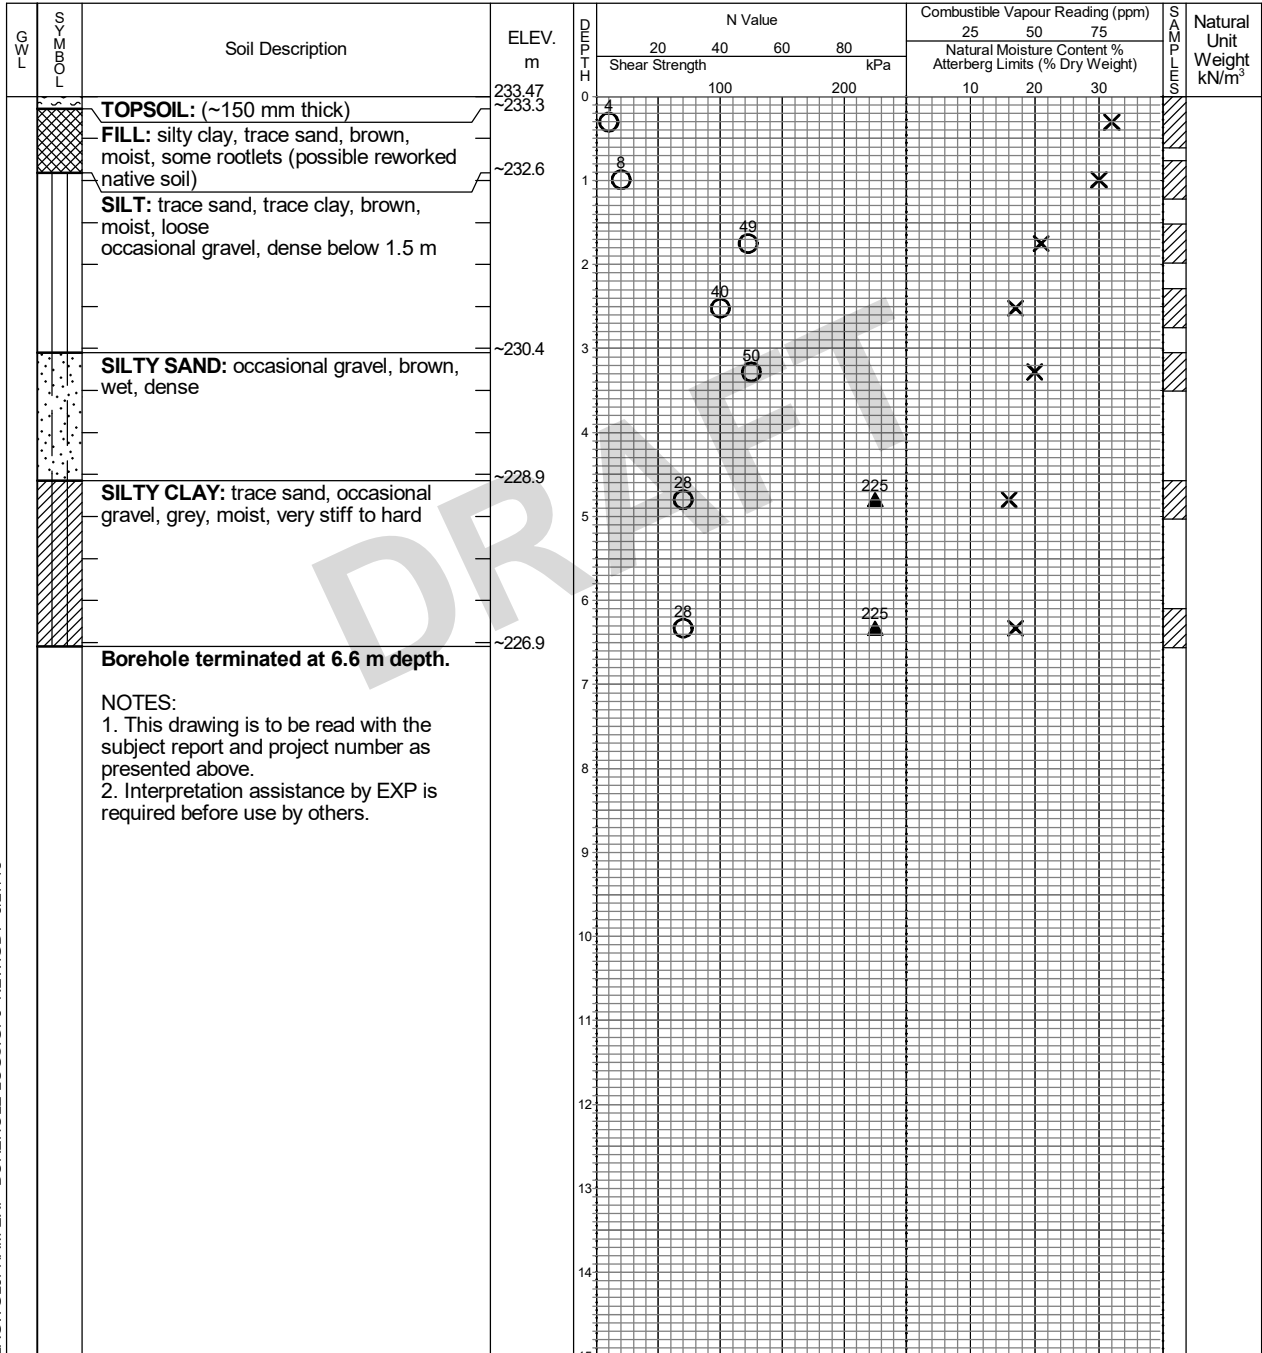 GWL
SYMBOL
Soil Description
ELEV.
m
233.47
DEPTH
N Value
20 40 60 80
Shear Strength kPa
100 200
Combustible Vapour Reading (ppm)
25 50 75
Natural Moisture Content %
Atterberg Limits (% Dry Weight)
10 20 30
SAMPLES
Natural
Unit
Weight
kN/m³
TOPSOIL: (~150 mm thick)
~233.3
FILL: silty clay, trace sand, brown,
moist, some rootlets (possible reworked
native soil)
~232.6
SILT: trace sand, trace clay, brown,
moist, loose
occasional gravel, dense below 1.5 m
~230.4
SILTY SAND: occasional gravel, brown,
wet, dense
~228.9
SILTY CLAY: trace sand, occasional
gravel, grey, moist, very stiff to hard
~226.9
Borehole terminated at 6.6 m depth.
NOTES:
1. This drawing is to be read with the
subject report and project number as
presented above.
2. Interpretation assistance by EXP is
required before use by others.
0
1
2
3
4
5
6
7
8
9
10
11
12
13
14
4
8
49
40
50
28 225
28 225
DRAFT